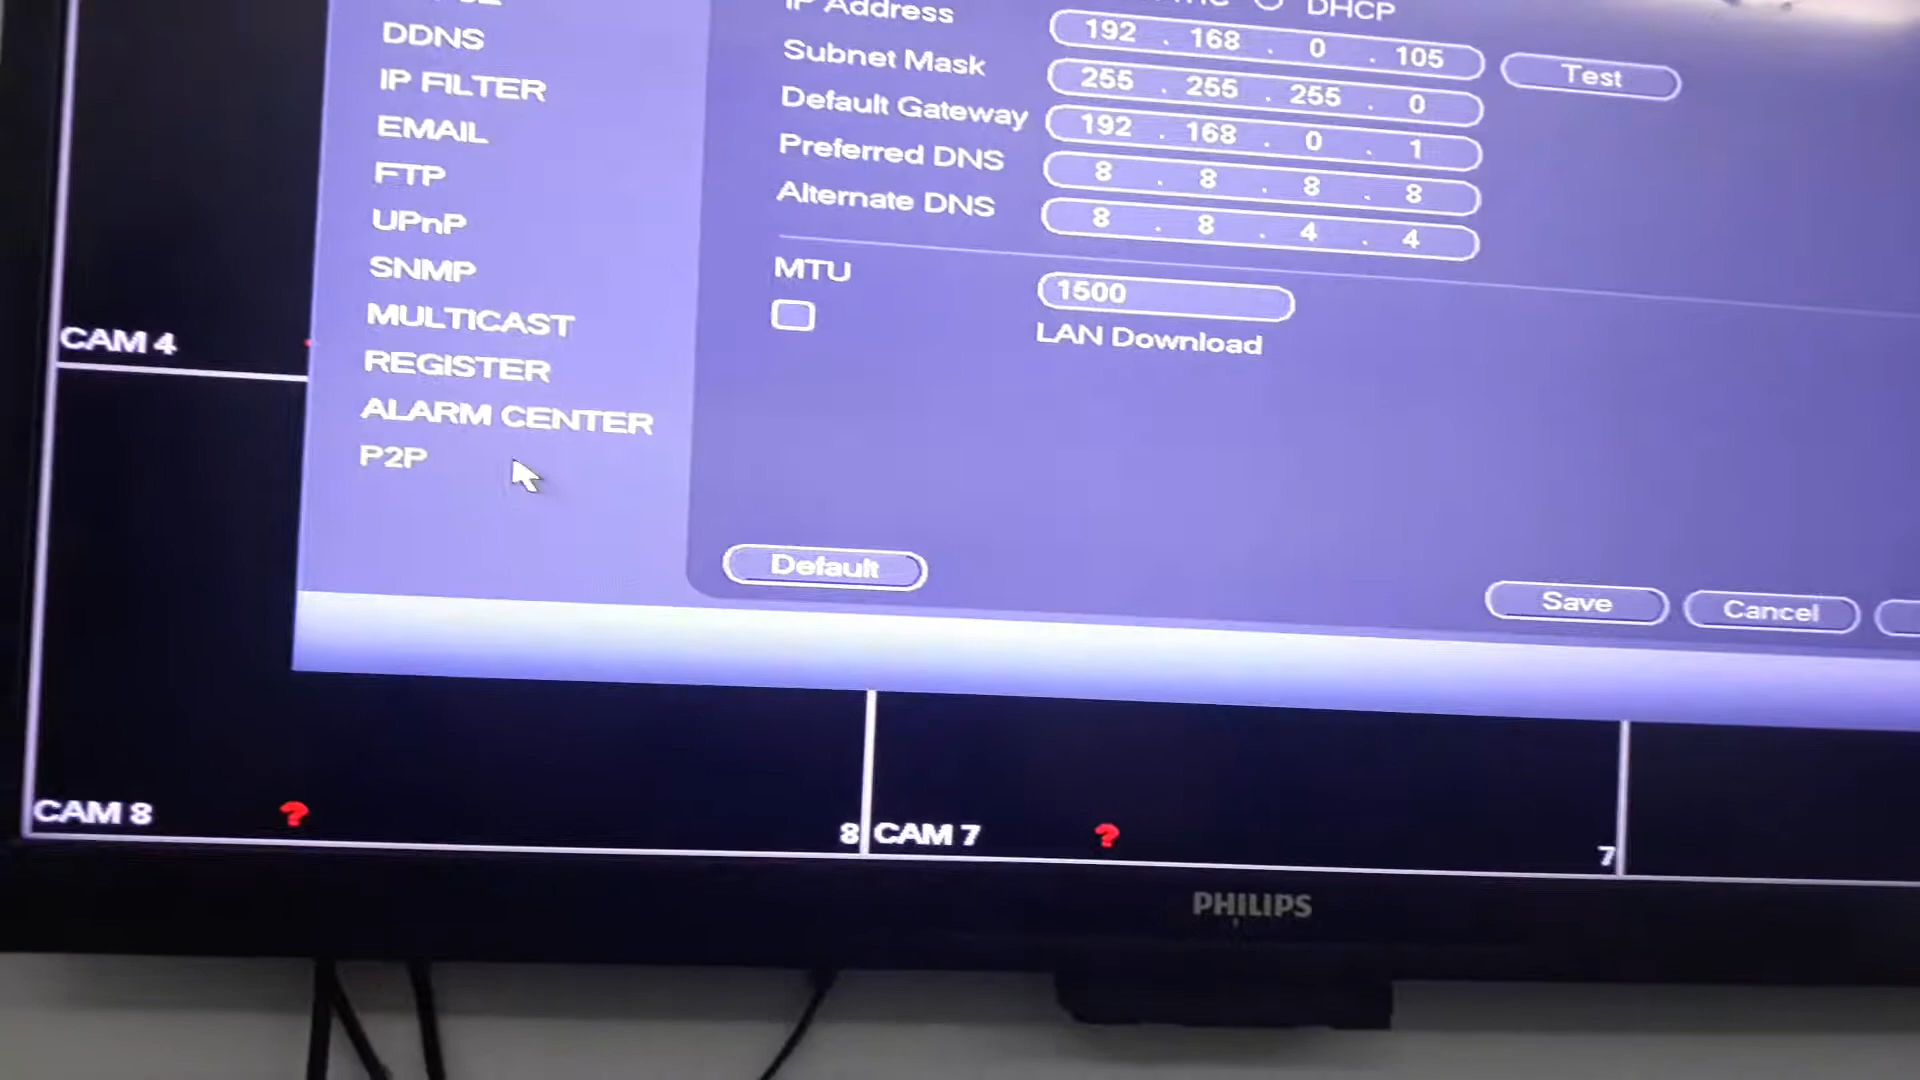 DHCP
IP Address 192 . 168 . 0 . 105 Test
Subnet Mask 255 . 255 . 255 . 0
Default Gateway 192 . 168 . 0 . 1
Preferred DNS 8 . 8 . 8 . 8
Alternate DNS 8 . 8 . 4 . 4
MTU 1500
LAN Download
DDNS
IP FILTER
EMAIL
FTP
UPnP
SNMP
MULTICAST
REGISTER
ALARM CENTER
P2P
Default
Save Cancel
CAM 4
CAM 8 ? 8
CAM 7 ? 7
PHILIPS